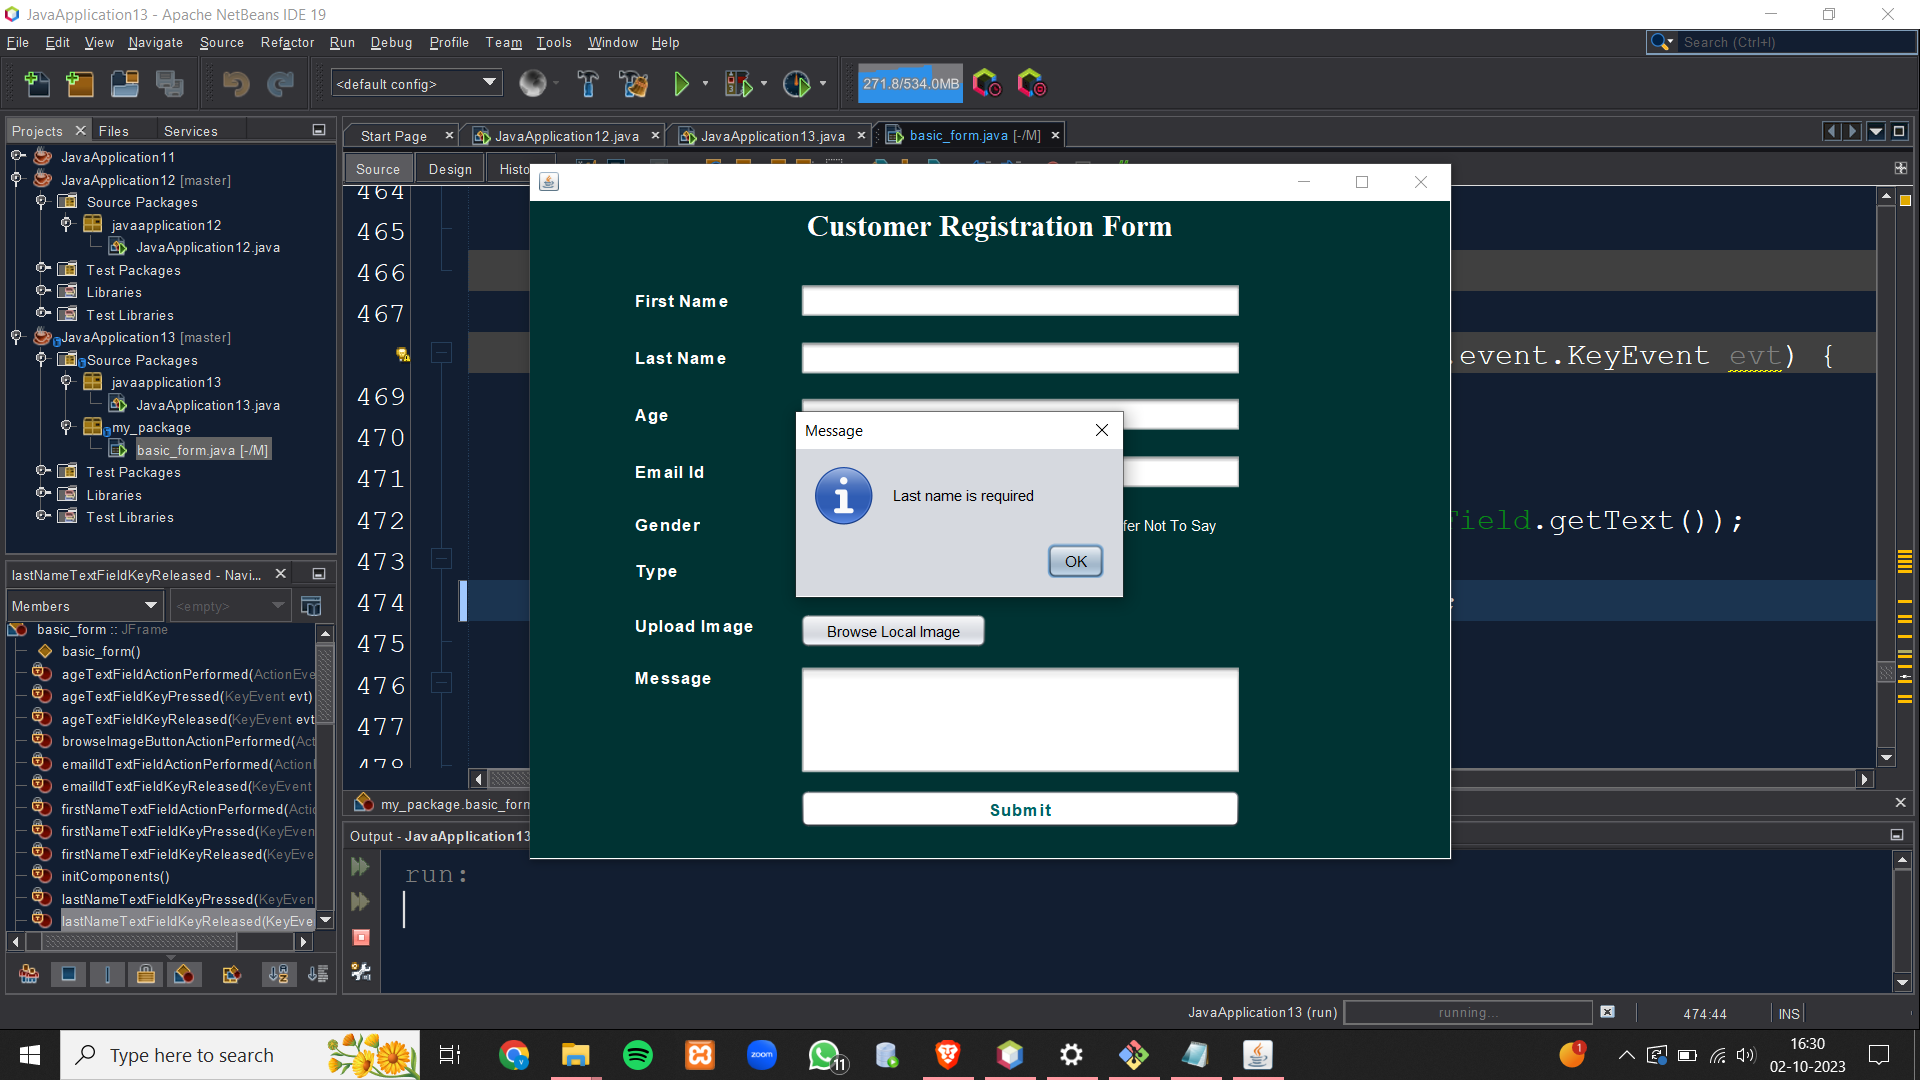 JavaApplication13 - Apache NetBeans IDE 19
File Edit View Navigate Source Refactor Run Debug Profile Team Tools Window Help
Search (Ctrl+I)
<default config>
271.8/534.0MB
Projects Files Services
Start Page JavaApplication12.java JavaApplication13.java basic_form.java [-/M]
Source Design Histo
JavaApplication11
JavaApplication12 [master]
Source Packages
javaapplication12
JavaApplication12.java
Test Packages
Libraries
Test Libraries
JavaApplication13 [master]
Source Packages
javaapplication13
JavaApplication13.java
my_package
basic_form.java [-/M]
Test Packages
Libraries
Test Libraries
464
465
466
467
.event.KeyEvent evt) {
469
470
471
472
Field.getText());
473
474
475
476
477
478
Customer Registration Form
First Name
Last Name
Age
Email Id
Gender
fer Not To Say
Type
Upload Image
Browse Local Image
Message
Submit
Message
Last name is required
OK
lastNameTextFieldKeyReleased - Navi...
Members
<empty>
basic_form :: JFrame
basic_form()
ageTextFieldActionPerformed(ActionEve
ageTextFieldKeyPressed(KeyEvent evt)
ageTextFieldKeyReleased(KeyEvent evt
browseImageButtonActionPerformed(Act
emailIdTextFieldActionPerformed(Action
emailIdTextFieldKeyReleased(KeyEvent
firstNameTextFieldActionPerformed(Actio
firstNameTextFieldKeyPressed(KeyEven
firstNameTextFieldKeyReleased(KeyEve
initComponents()
lastNameTextFieldKeyPressed(KeyEven
lastNameTextFieldKeyReleased(KeyEve
my_package.basic_form
Output - JavaApplication13
run:
JavaApplication13 (run)
running...
474:44
INS
Type here to search
zoom
11
1
16:30
02-10-2023